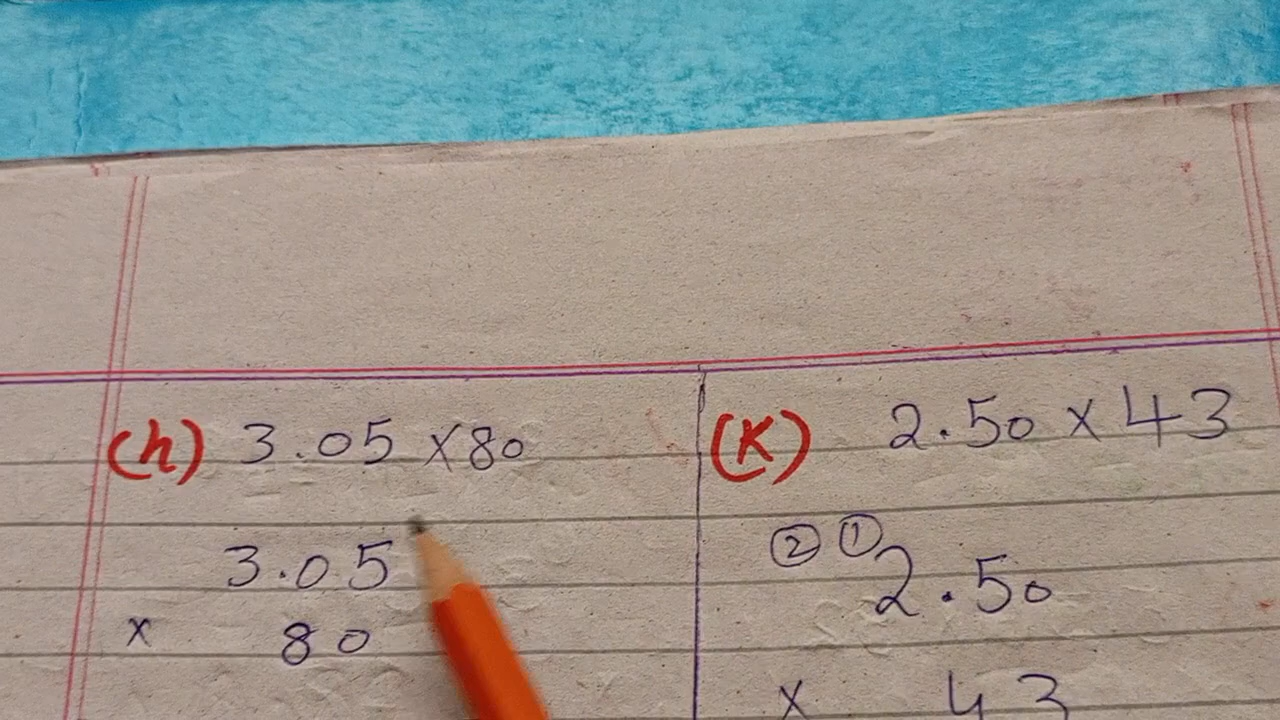 (h) 3.05 x 80
3.05
x 80
(K) 2.50 x 43
② ①
2.50
x 43